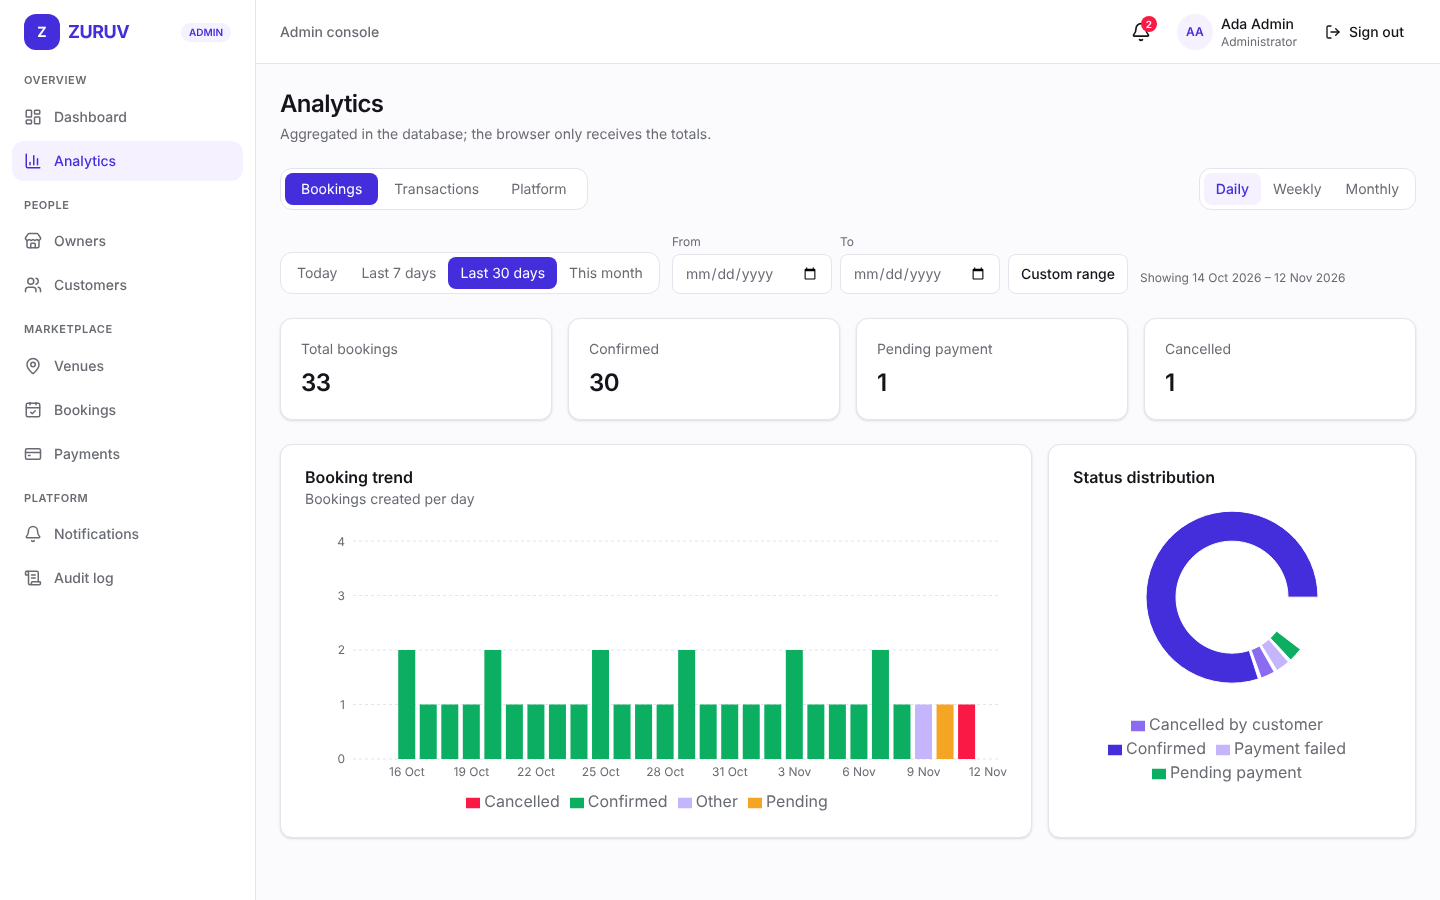 Z ZURUV ADMIN
OVERVIEW
Dashboard
Analytics
PEOPLE
Owners
Customers
MARKETPLACE
Venues
Bookings
Payments
PLATFORM
Notifications
Audit log
Admin console
2
AA
Ada Admin
Administrator
Sign out
Analytics
Aggregated in the database; the browser only receives the totals.
Bookings Transactions Platform
Daily Weekly Monthly
From To
Today Last 7 days Last 30 days This month mm/dd/yyyy mm/dd/yyyy Custom range Showing 14 Oct 2026 – 12 Nov 2026
Total bookings
33
Confirmed
30
Pending payment
1
Cancelled
1
Booking trend
Bookings created per day
4
3
2
1
0
16 Oct 19 Oct 22 Oct 25 Oct 28 Oct 31 Oct 3 Nov 6 Nov 9 Nov 12 Nov
Cancelled Confirmed Other Pending
Status distribution
Cancelled by customer
Confirmed Payment failed
Pending payment